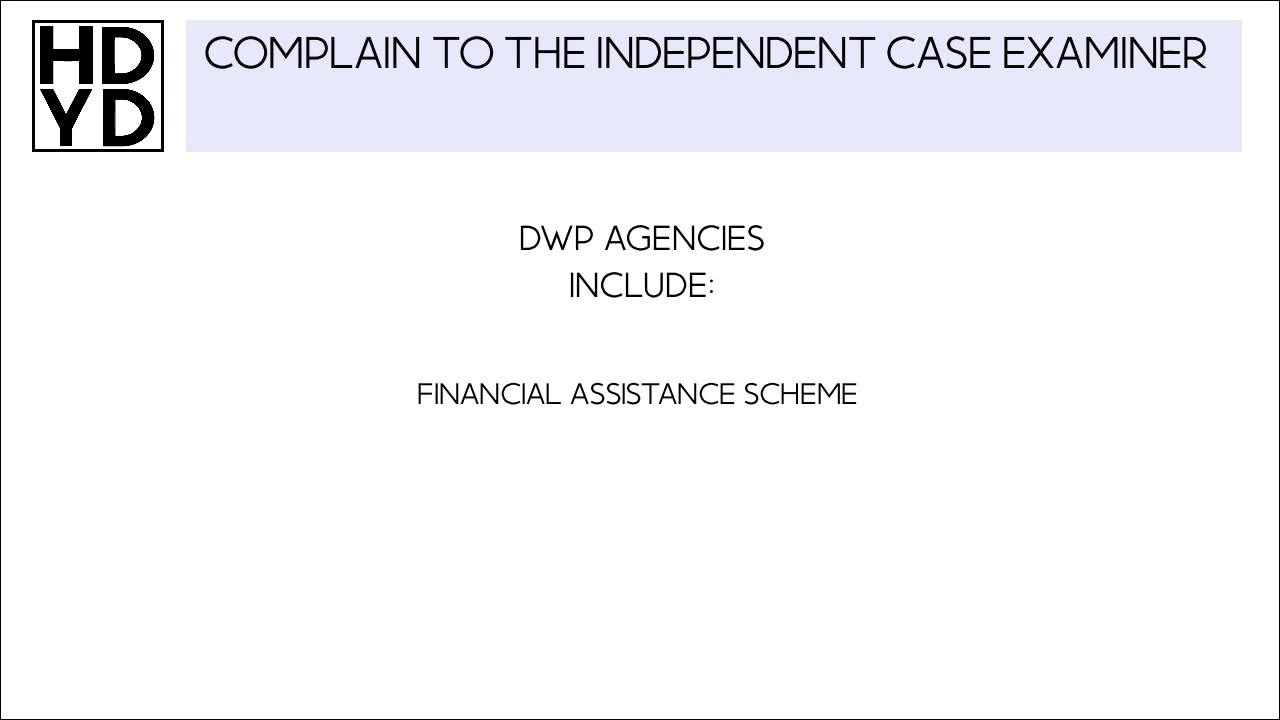 HD
YD
COMPLAIN TO THE INDEPENDENT CASE EXAMINER
DWP AGENCIES
INCLUDE:
FINANCIAL ASSISTANCE SCHEME